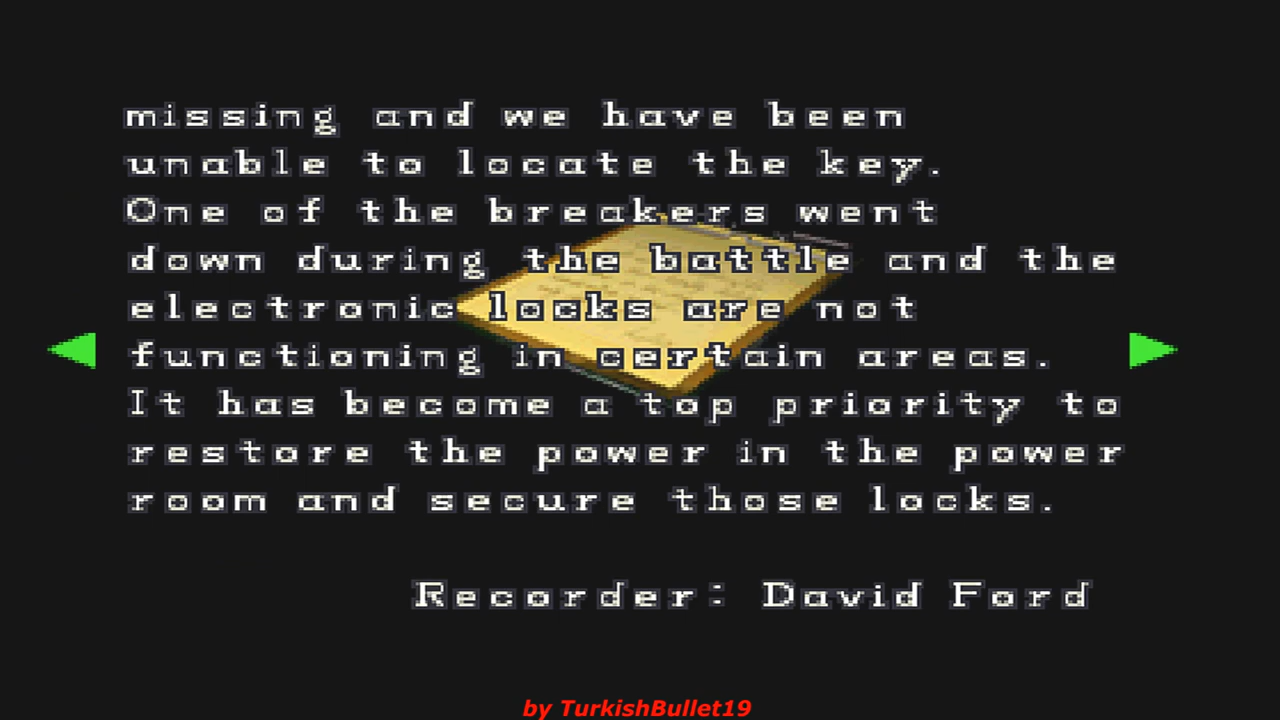 missing and we have been
unable to locate the key.
One of the breakers went
down during the battle and the
electronic locks are not
functioning in certain areas.
It has become a top priority to
restore the power in the power
room and secure those locks.
Recorder: David Ford
by TurkishBullet19